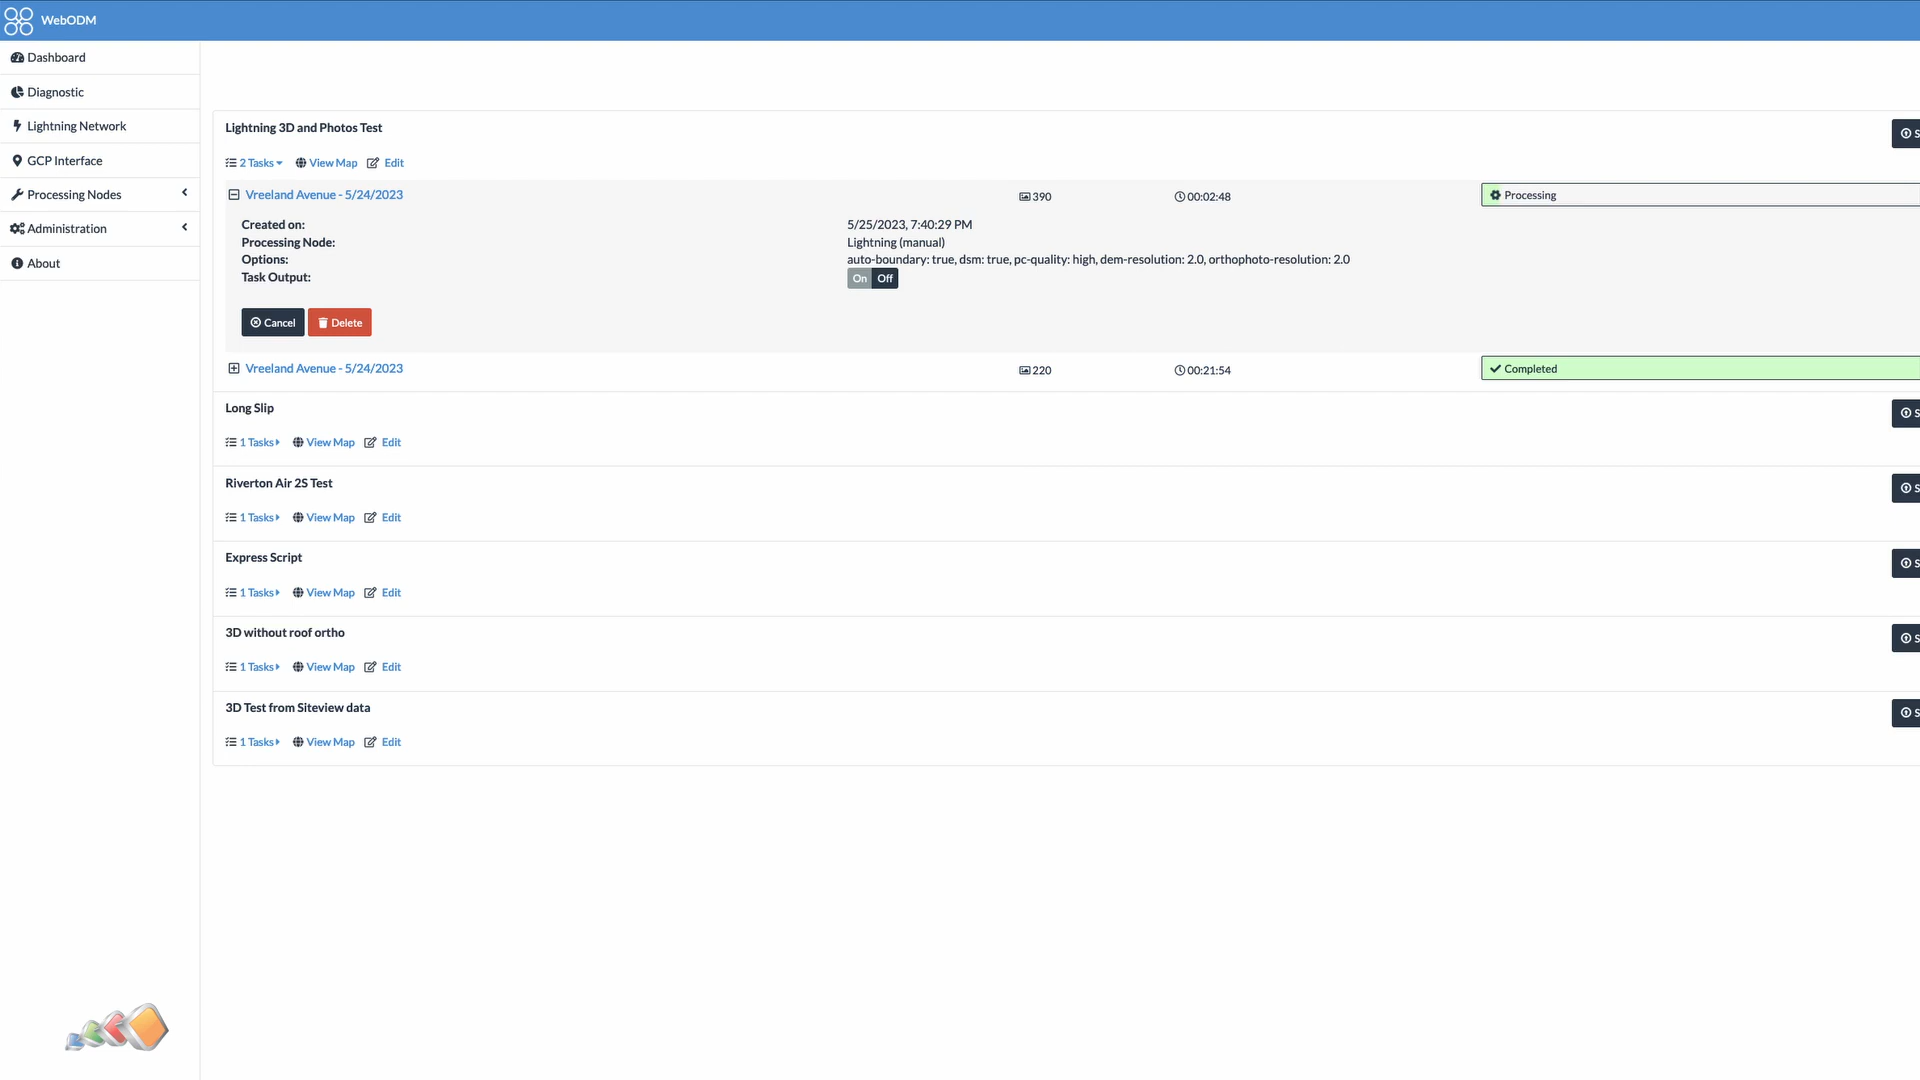 WebODM
Dashboard
Diagnostic
Lightning Network
GCP Interface
Processing Nodes
Administration
About
Lightning 3D and Photos Test
2 Tasks View Map Edit
Vreeland Avenue - 5/24/2023 390 00:02:48 Processing
Created on: 5/25/2023, 7:40:29 PM
Processing Node: Lightning (manual)
Options: auto-boundary: true, dsm: true, pc-quality: high, dem-resolution: 2.0, orthophoto-resolution: 2.0
Task Output: On Off
Cancel Delete
Vreeland Avenue - 5/24/2023 220 00:21:54 Completed
Long Slip
1 Tasks View Map Edit
Riverton Air 2S Test
1 Tasks View Map Edit
Express Script
1 Tasks View Map Edit
3D without roof ortho
1 Tasks View Map Edit
3D Test from Siteview data
1 Tasks View Map Edit